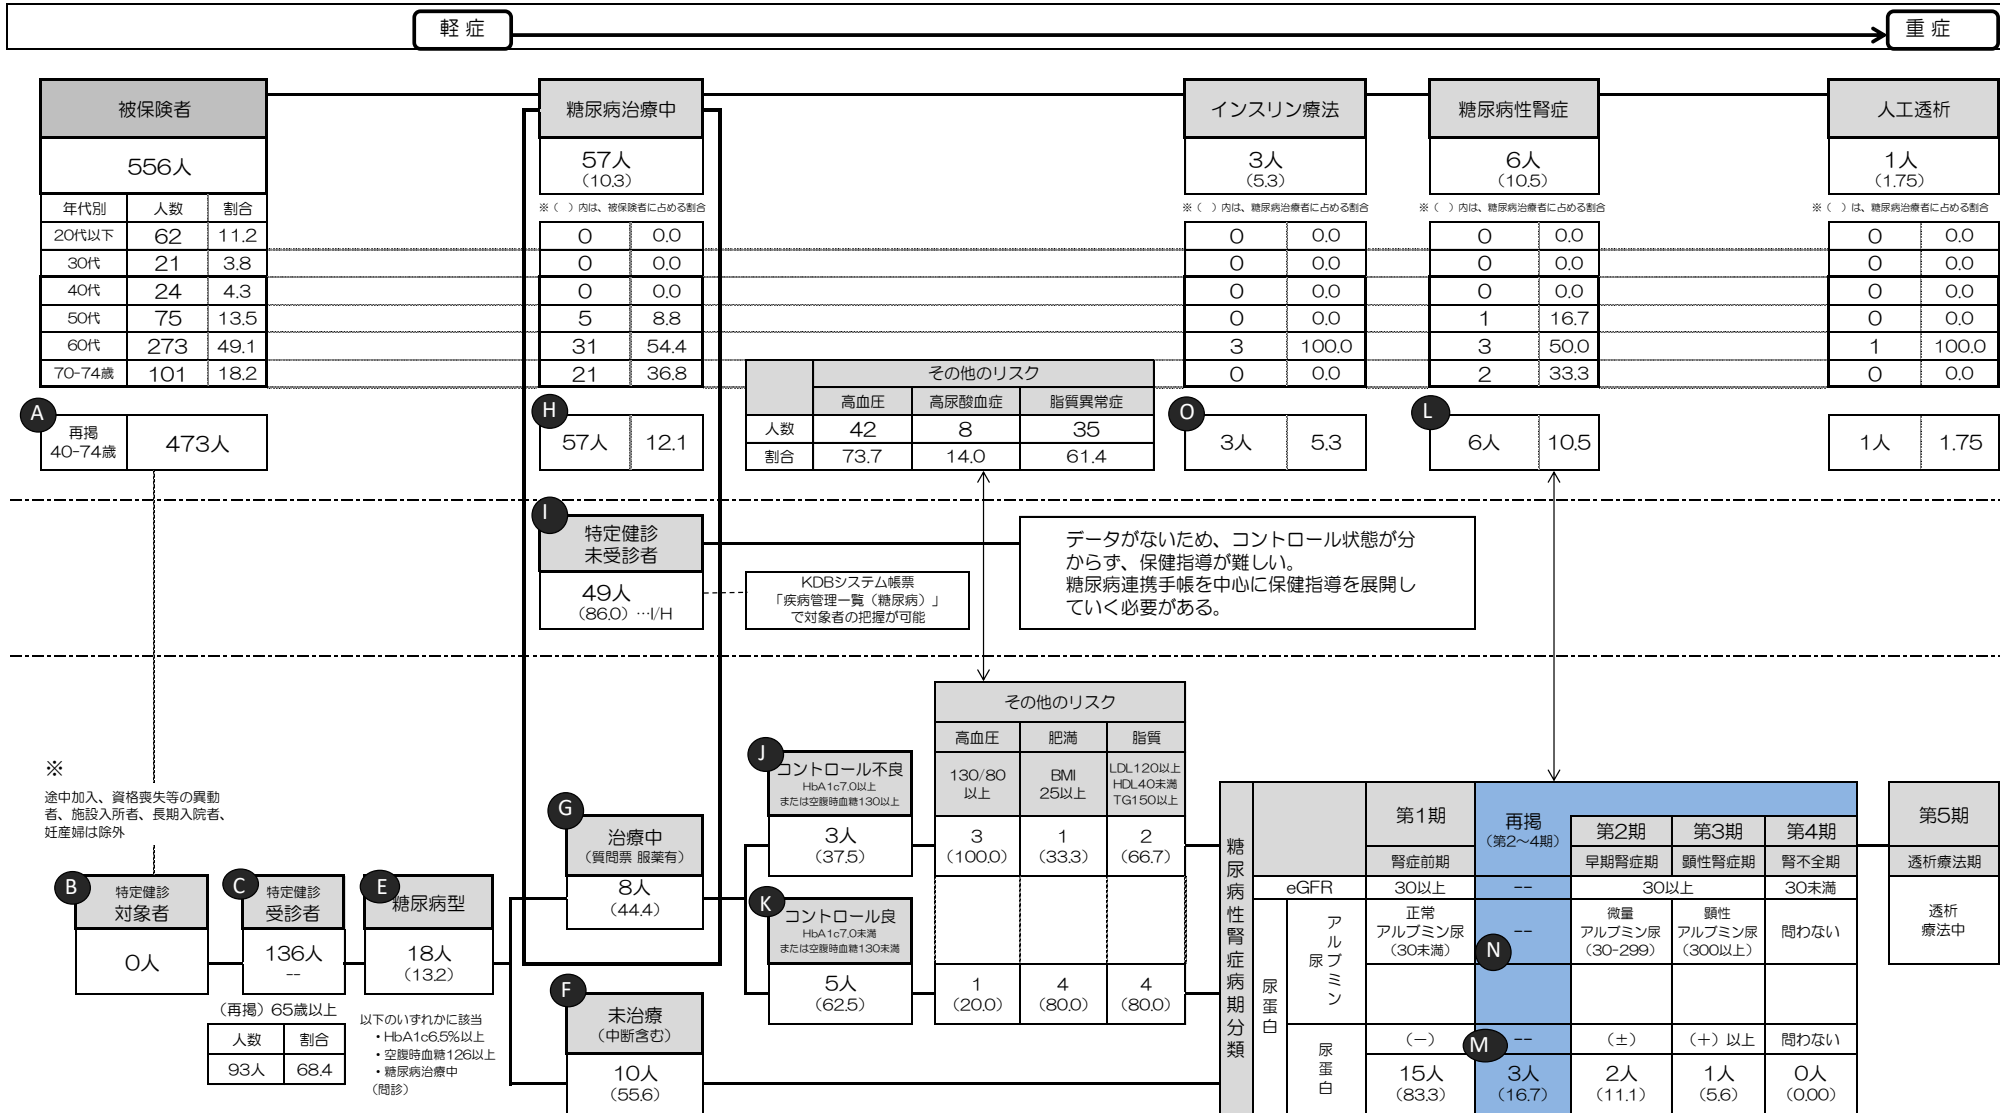 軽 症
重 症
被保険者
556人
年代別 人数 割合
20代以下 62 11.2
30代 21 3.8
40代 24 4.3
50代 75 13.5
60代 273 49.1
70-74歳 101 18.2
糖尿病治療中
57人
（10.3）
※（ ）内は、被保険者に占める割合
0 0.0
0 0.0
0 0.0
5 8.8
31 54.4
21 36.8
インスリン療法
3人
（5.3）
※（ ）内は、糖尿病治療者に占める割合
0 0.0
0 0.0
0 0.0
0 0.0
3 100.0
0 0.0
糖尿病性腎症
6人
（10.5）
※（ ）内は、糖尿病治療者に占める割合
0 0.0
0 0.0
0 0.0
1 16.7
3 50.0
2 33.3
人工透析
1人
（1.75）
※（ ）は、糖尿病治療者に占める割合
0 0.0
0 0.0
0 0.0
0 0.0
1 100.0
0 0.0
その他のリスク
高血圧 高尿酸血症 脂質異常症
人数 42 8 35
割合 73.7 14.0 61.4
A
再掲
40-74歳
473人
H
57人 12.1
O
3人 5.3
L
6人 10.5
1人 1.75
I
特定健診
未受診者
49人
（86.0）…I/H
KDBシステム帳票
「疾病管理一覧（糖尿病）」
で対象者の把握が可能
データがないため、コントロール状態が分
からず、保健指導が難しい。
糖尿病連携手帳を中心に保健指導を展開し
ていく必要がある。
※
途中加入、資格喪失等の異動
者、施設入所者、長期入院者、
妊産婦は除外
B
特定健診
対象者
0人
C
特定健診
受診者
136人
--
（再掲）65歳以上
人数 割合
93人 68.4
E
糖尿病型
18人
（13.2）
以下のいずれかに該当
・HbA1c6.5%以上
・空腹時血糖126以上
・糖尿病治療中
（問診）
G
治療中
（質問票 服薬有）
8人
（44.4）
F
未治療
（中断含む）
10人
（55.6）
J
コントロール不良
HbA1c7.0以上
または空腹時血糖130以上
3人
（37.5）
K
コントロール良
HbA1c7.0未満
または空腹時血糖130未満
5人
（62.5）
その他のリスク
高血圧 肥満 脂質
130/80
以上
BMI
25以上
LDL120以上
HDL40未満
TG150以上
3 1 2
（100.0） （33.3） （66.7）
1 4 4
（20.0） （80.0） （80.0）
糖尿病性腎症病期分類
第1期
再掲
（第2〜4期）
第2期 第3期 第4期
腎症前期 早期腎症期 顕性腎症期 腎不全期
eGFR 30以上 -- 30以上 30未満
尿蛋白
アルブミン尿
正常
アルブミン尿
（30未満）
--
N
微量
アルブミン尿
（30-299）
顕性
アルブミン尿
（300以上）
問わない
尿蛋白
（－） -- （±） （＋）以上 問わない
M
15人 3人 2人 1人 0人
（83.3） （16.7） （11.1） （5.6） （0.00）
第5期
透析療法期
透析
療法中